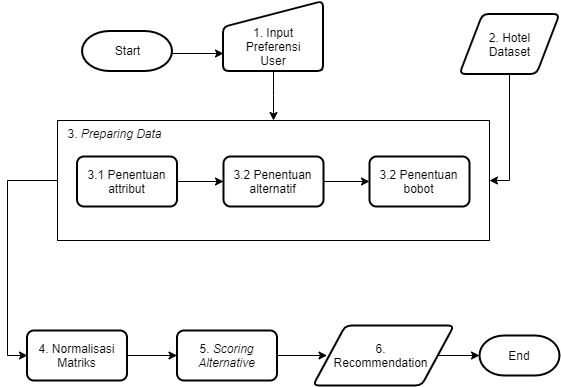 Start
1. Input
Preferensi
User
2. Hotel
Dataset
3. Preparing Data
3.1 Penentuan
attribut
3.2 Penentuan
alternatif
3.2 Penentuan
bobot
4. Normalisasi
Matriks
5. Scoring
Alternative
6.
Recommendation
End